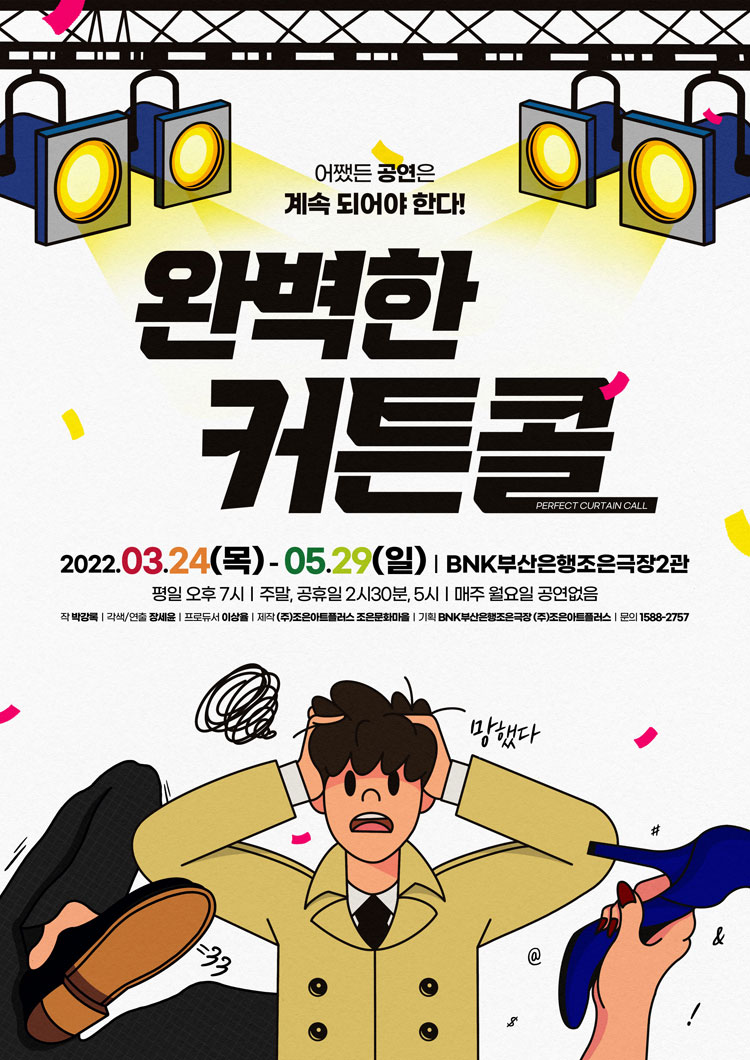 어쨌든 공연은
계속 되어야 한다!
완벽한
커튼콜
PERFECT CURTAIN CALL
2022.03.24(목) - 05.29(일) | BNK부산은행조은극장2관
평일 오후 7시 | 주말, 공휴일 2시30분, 5시 | 매주 월요일 공연없음
작 박강록 | 각색/연출 장세윤 | 프로듀서 이상율 | 제작 (주)조은아트플러스 조은문화마을 | 기획 BNK부산은행조은극장 (주)조은아트플러스 | 문의 1588-2757
망했다
#
&
@
$
!